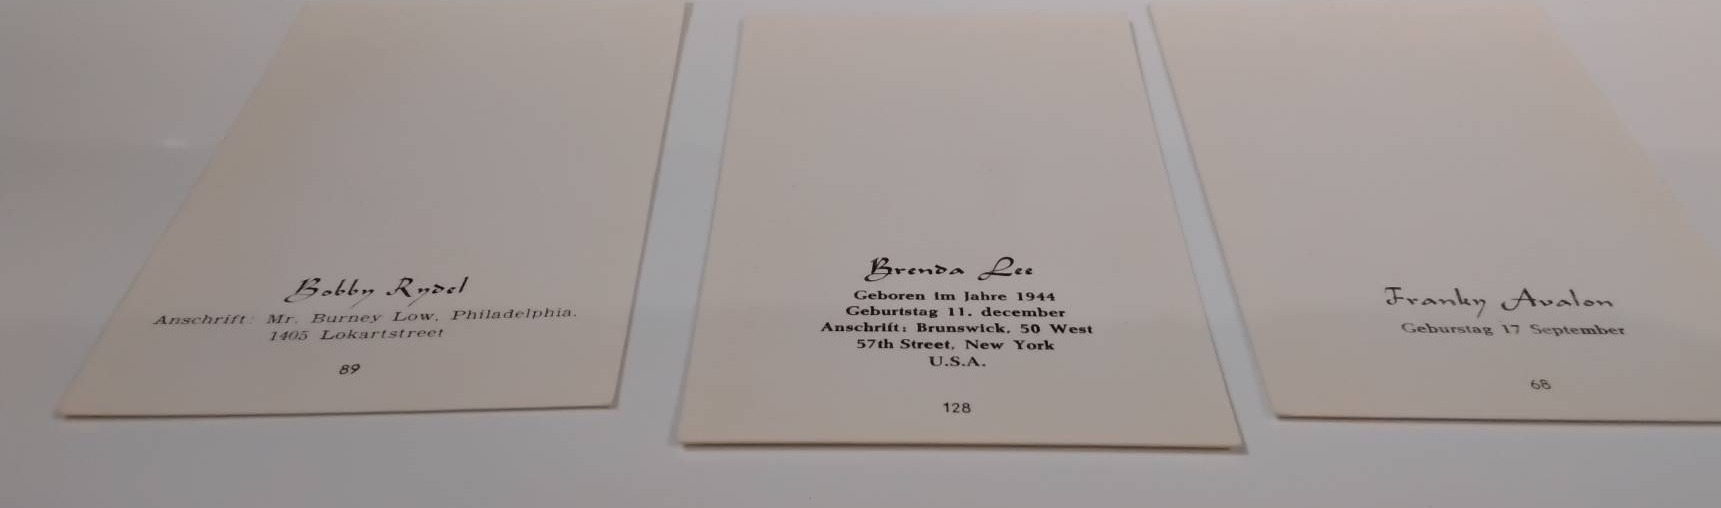 Bobby Rydel
Anschrift: Mr. Burney Low, Philadelphia.
1405 Lokartstreet
89
Brenda Lee
Geboren im Jahre 1944
Geburtstag 11. december
Anschrift: Brunswick. 50 West
57th Street, New York
U.S.A.
128
Franky Avalon
Geburstag 17 September
68